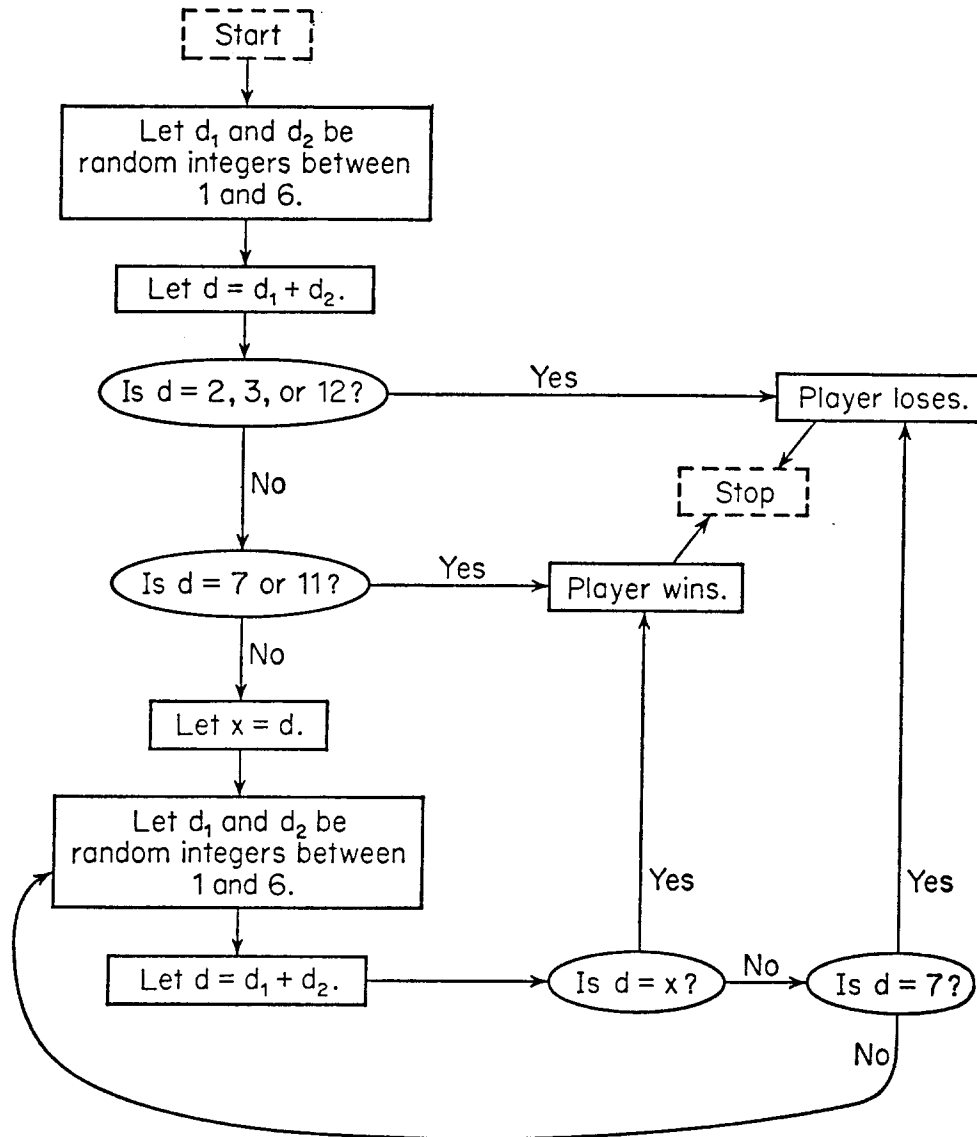 Start
Let d₁ and d₂ be
random integers between
1 and 6.
Let d = d₁ + d₂.
Is d = 2, 3, or 12?
Yes
Player loses.
No
Stop
Is d = 7 or 11?
Yes
Player wins.
No
Let x = d.
Let d₁ and d₂ be
random integers between
1 and 6.
Yes
Yes
Let d = d₁ + d₂.
Is d = x?
No
Is d = 7?
No